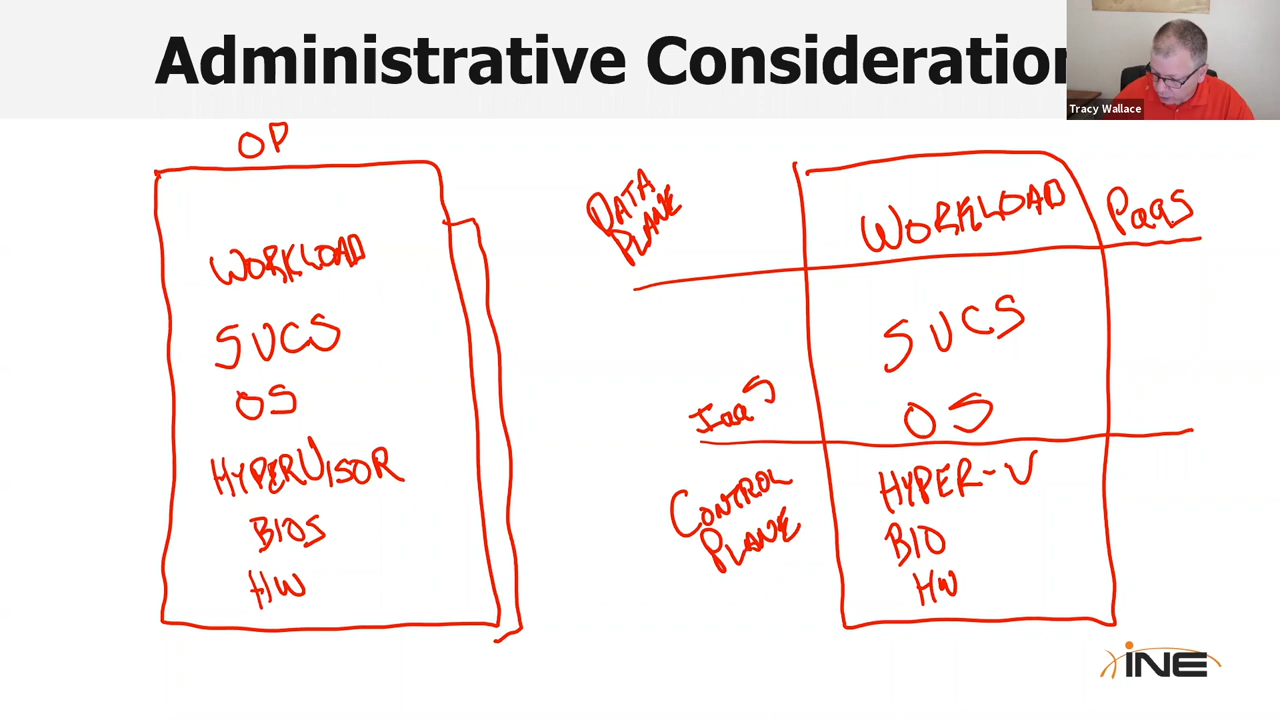 Administrative Consideration
Tracy Wallace
OP
WORKLOAD
SVCS
OS
HYPERVISOR
BIOS
HW
DATA
PLANE
WORKLOAD
PaaS
SVCS
IaaS
OS
CONTROL
PLANE
HYPER-V
BIO
HW
iNE